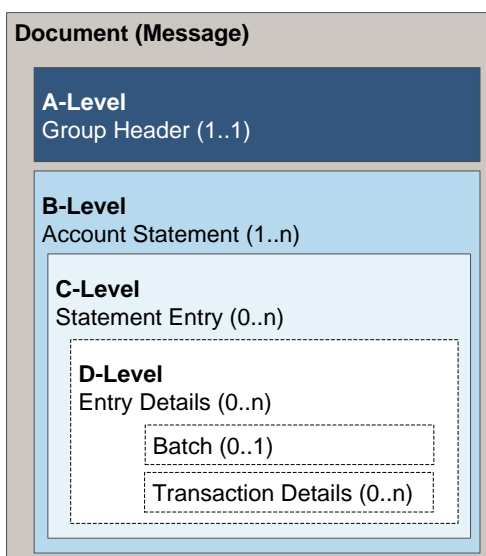 Document (Message)
A-Level
Group Header (1..1)
B-Level
Account Statement (1..n)
C-Level
Statement Entry (0..n)
D-Level
Entry Details (0..n)
Batch (0..1)
Transaction Details (0..n)